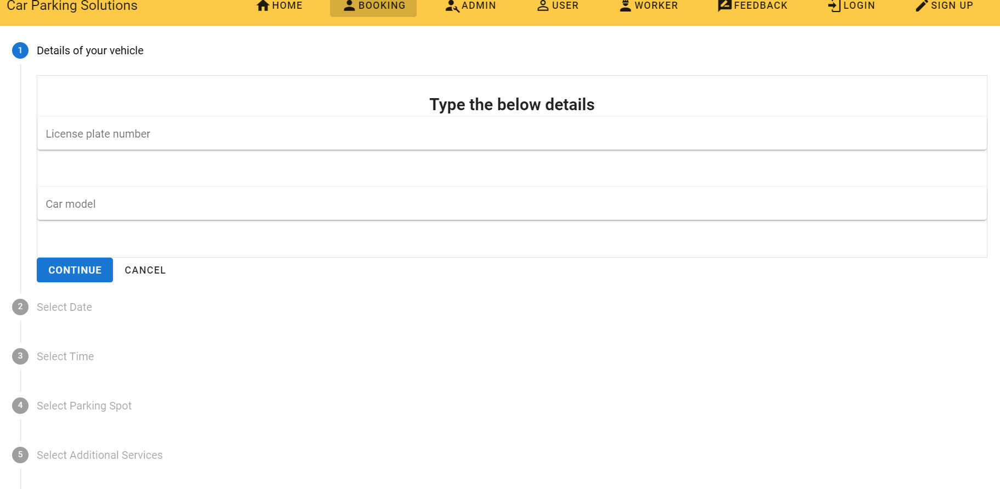 Car Parking Solutions HOME BOOKING ADMIN USER WORKER FEEDBACK LOGIN SIGN UP
1 Details of your vehicle
Type the below details
License plate number
Car model
CONTINUE CANCEL
2 Select Date
3 Select Time
4 Select Parking Spot
5 Select Additional Services